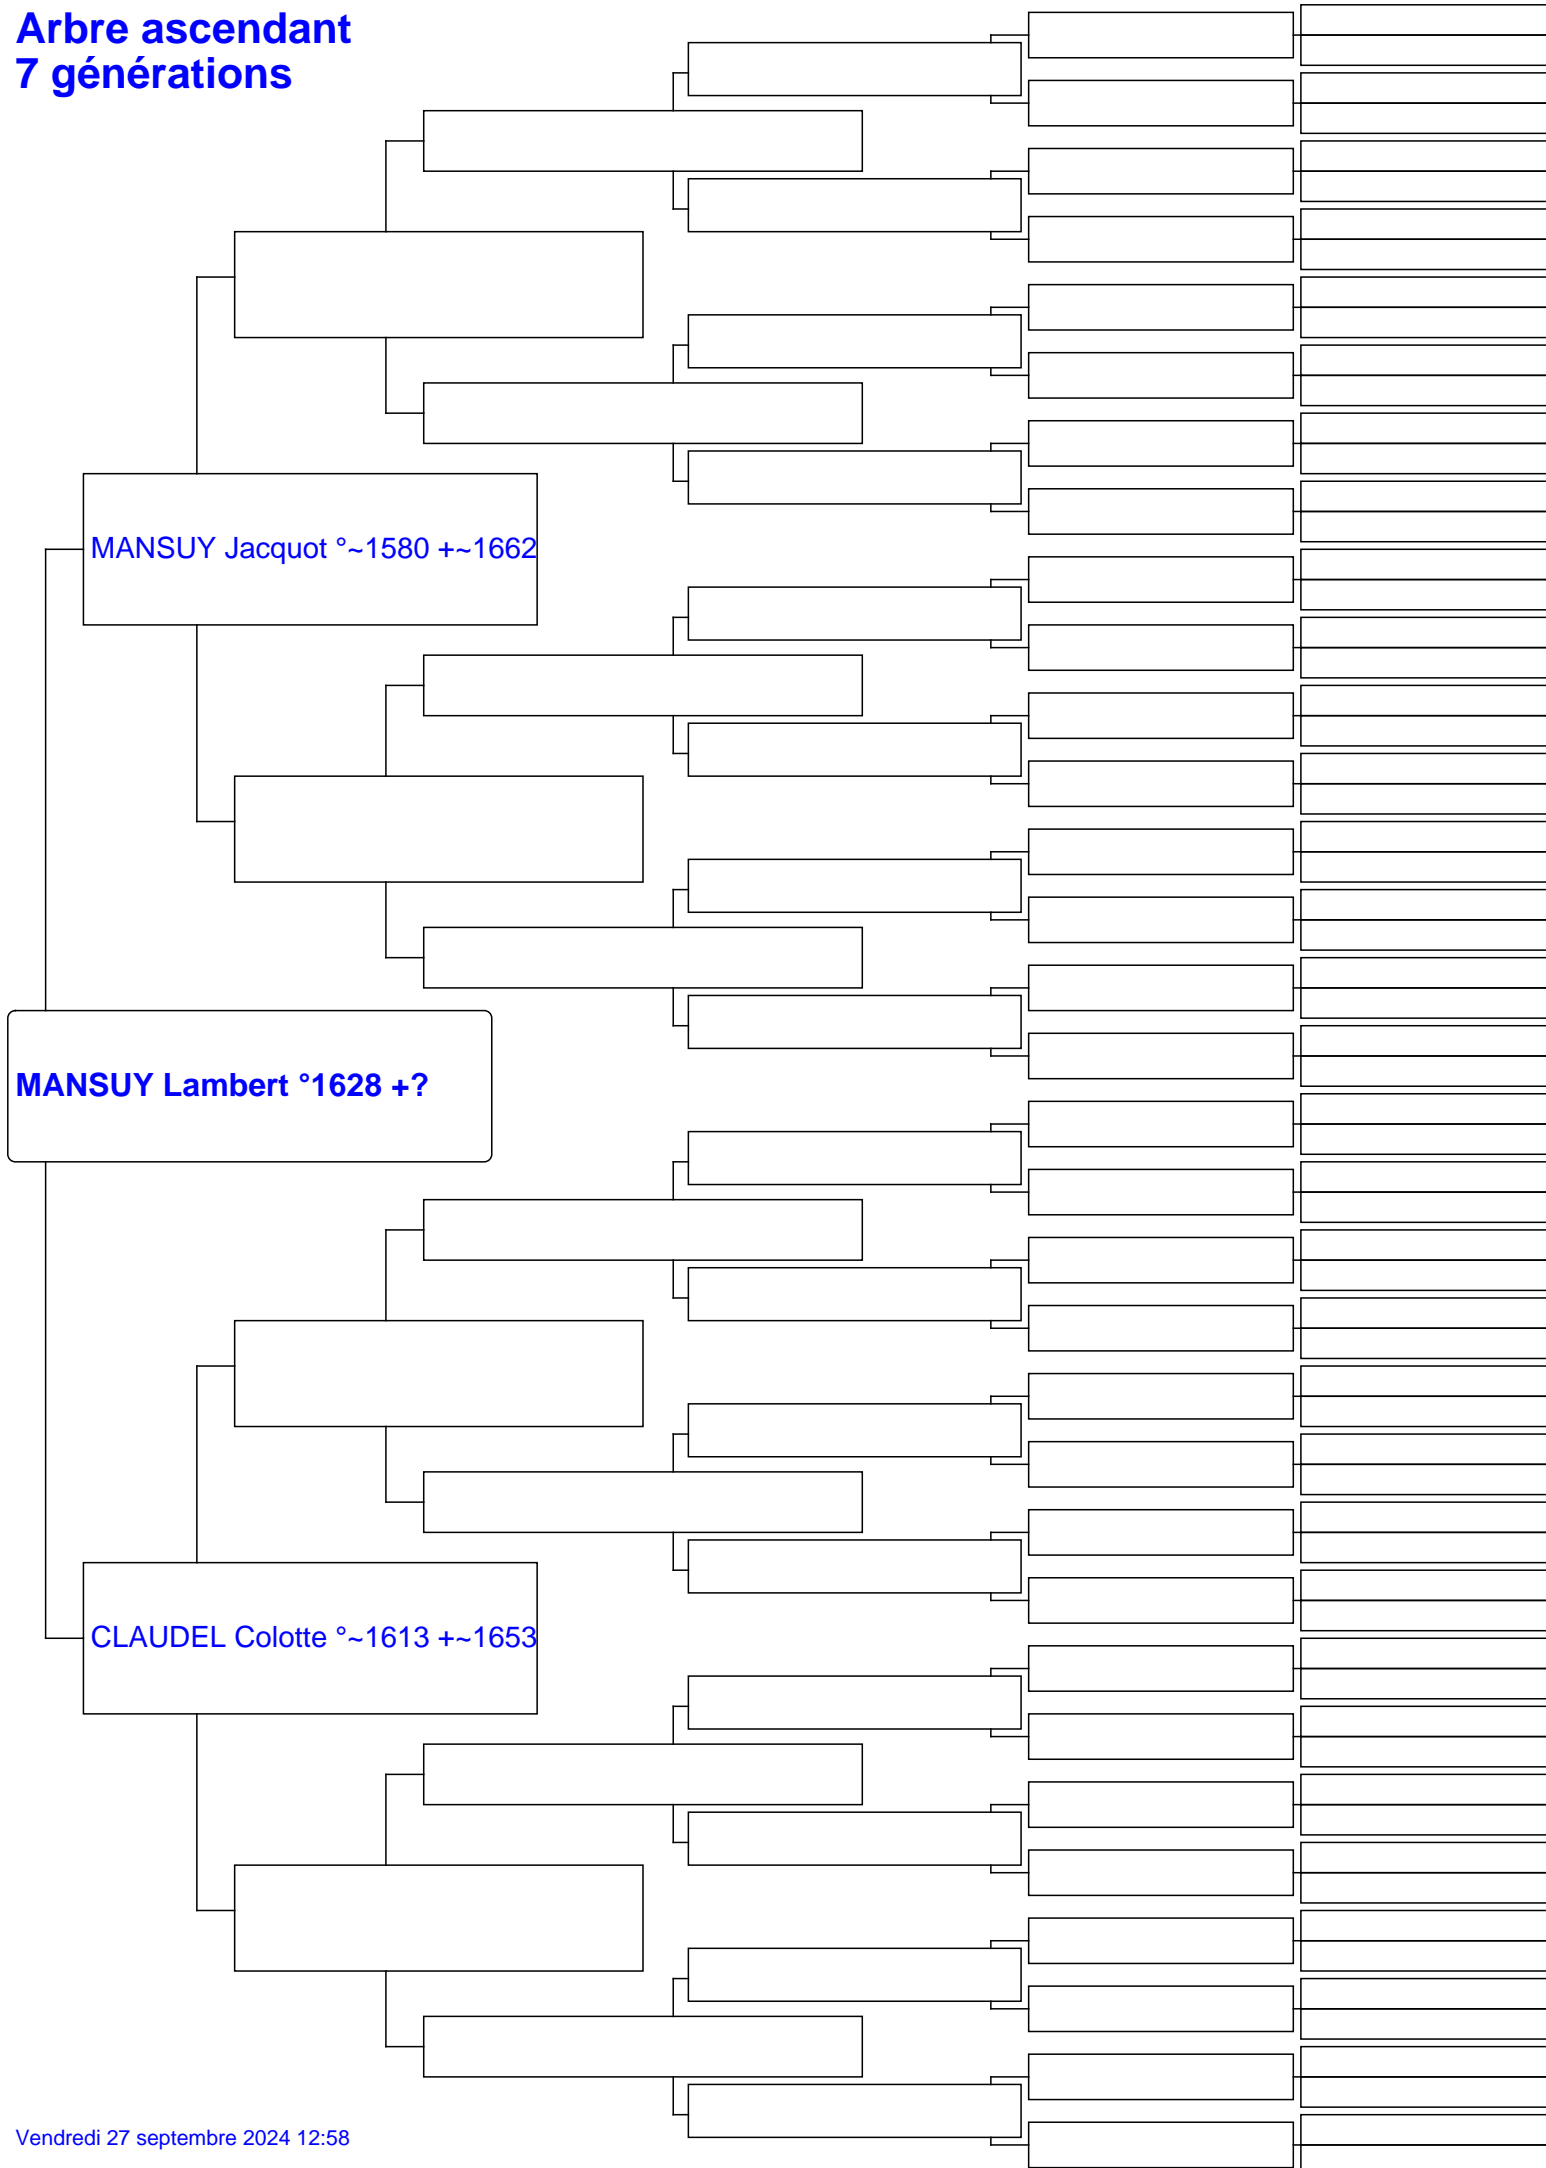 Arbre ascendant
7 générations
MANSUY Jacquot °~1580 +~1662
MANSUY Lambert °1628 +?
CLAUDEL Colotte °~1613 +~1653
Vendredi 27 septembre 2024 12:58